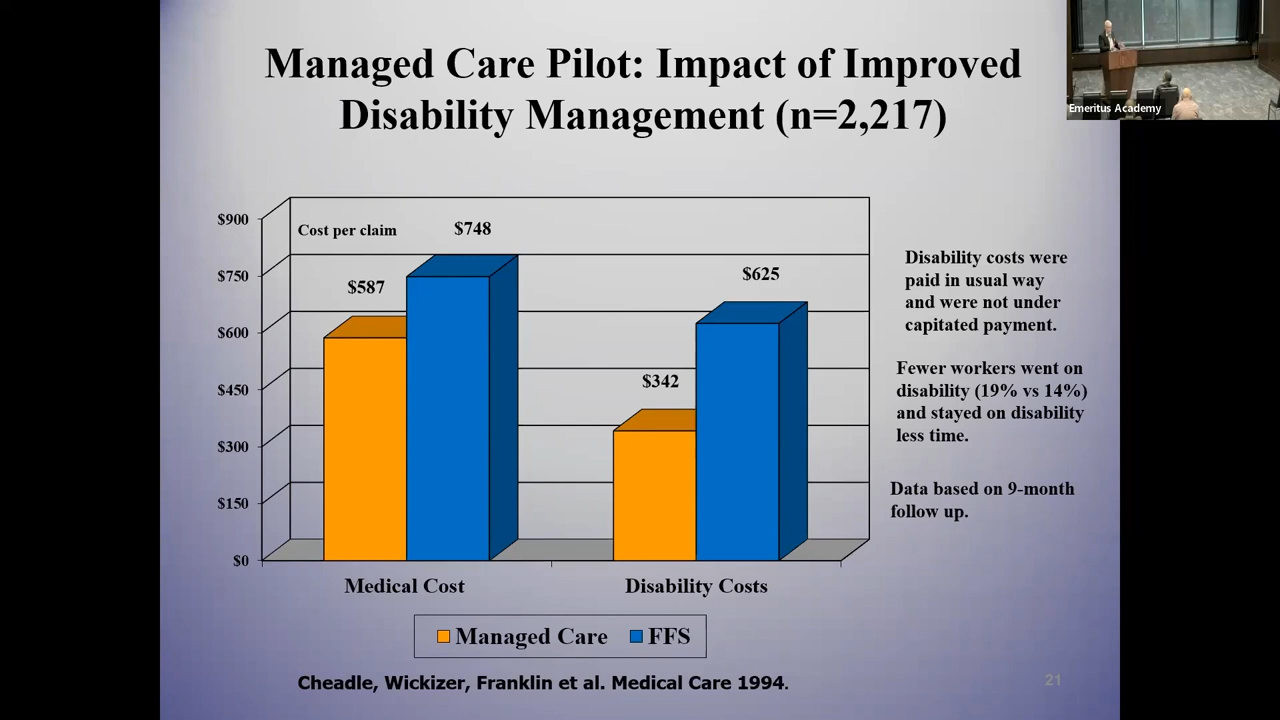 Managed Care Pilot: Impact of Improved
Disability Management (n=2,217)
Emeritus Academy
$900
$750
$600
$450
$300
$150
$0
Cost per claim
$587
$748
$342
$625
Medical Cost
Disability Costs
Managed Care
FFS
Disability costs were
paid in usual way
and were not under
capitated payment.
Fewer workers went on
disability (19% vs 14%)
and stayed on disability
less time.
Data based on 9-month
follow up.
Cheadle, Wickizer, Franklin et al. Medical Care 1994.
21